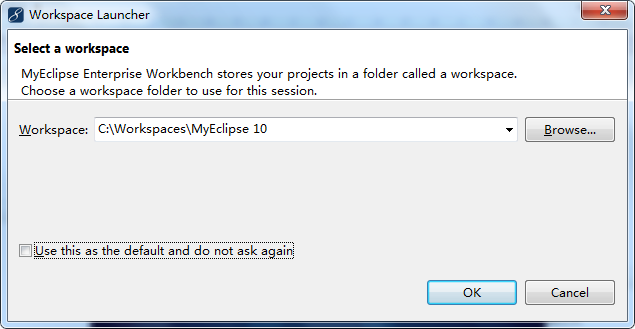 Workspace Launcher
Select a workspace
MyEclipse Enterprise Workbench stores your projects in a folder called a workspace.
Choose a workspace folder to use for this session.
Workspace: C:\Workspaces\MyEclipse 10 Browse...
Use this as the default and do not ask again
OK Cancel